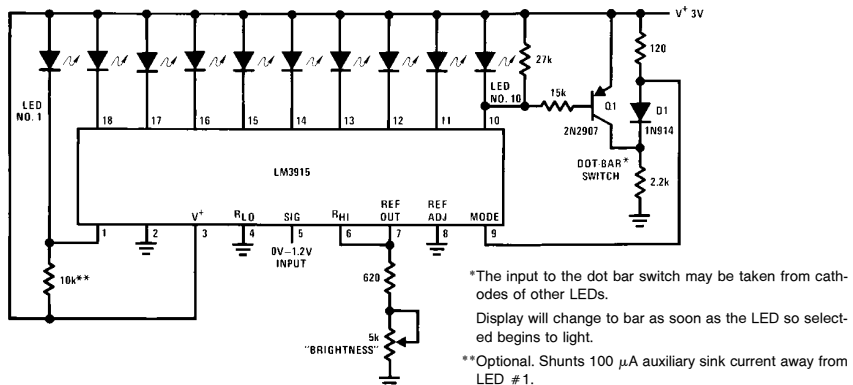 V+ 3V
120
27k
LED
NO. 1
LED
NO. 10
15k
Q1
2N2907
D1
1N914
DOT-BAR*
SWITCH
2.2k
18 17 16 15 14 13 12 11 10
LM3915
V+ RLO SIG RHI REF OUT REF ADJ MODE
1 2 3 4 5 6 7 8 9
0V–1.2V
INPUT
10k**
620
5k
"BRIGHTNESS"
*The input to the dot bar switch may be taken from cath-
odes of other LEDs.
Display will change to bar as soon as the LED so select-
ed begins to light.
**Optional. Shunts 100 μA auxiliary sink current away from
LED #1.